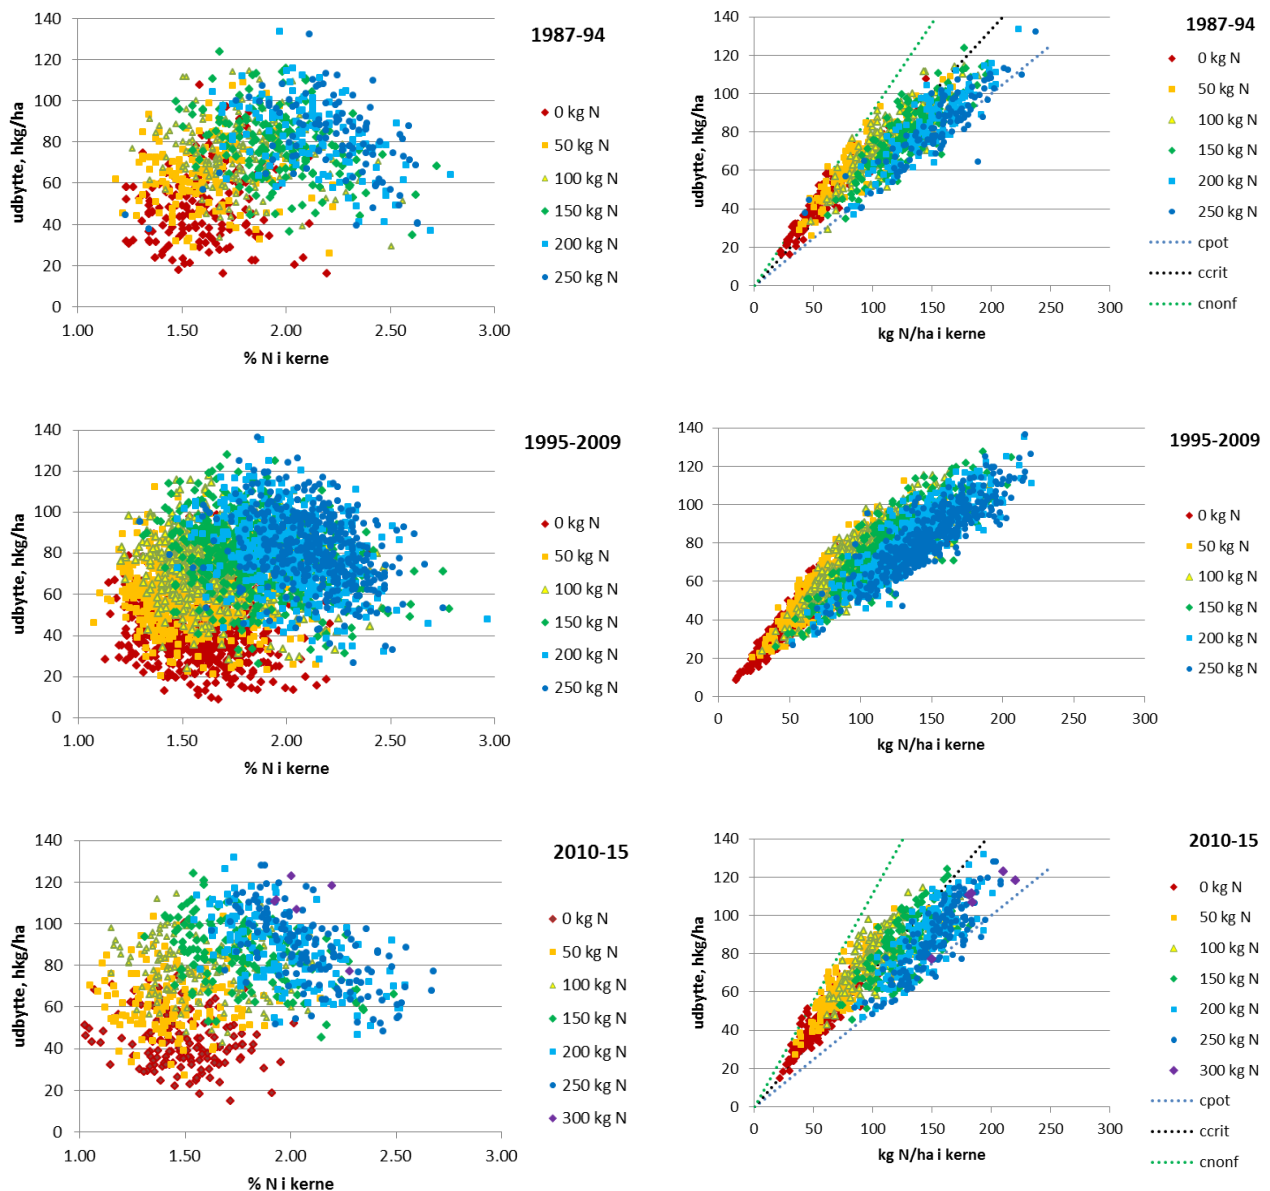 1987-94
udbytte, hkg/ha
140
120
100
80
60
40
20
0
1.00 1.50 2.00 2.50 3.00
% N i kerne
0 kg N
50 kg N
100 kg N
150 kg N
200 kg N
250 kg N
1987-94
udbytte, hkg/ha
140
120
100
80
60
40
20
0
0 50 100 150 200 250 300
kg N/ha i kerne
0 kg N
50 kg N
100 kg N
150 kg N
200 kg N
250 kg N
cpot
ccrit
cnonf
1995-2009
udbytte, hkg/ha
140
120
100
80
60
40
20
0
1.00 1.50 2.00 2.50 3.00
% N i kerne
0 kg N
50 kg N
100 kg N
150 kg N
200 kg N
250 kg N
1995-2009
udbytte, hkg/ha
140
120
100
80
60
40
20
0
0 50 100 150 200 250 300
kg N/ha i kerne
0 kg N
50 kg N
100 kg N
150 kg N
200 kg N
250 kg N
2010-15
udbytte, hkg/ha
140
120
100
80
60
40
20
0
1.00 1.50 2.00 2.50 3.00
% N i kerne
0 kg N
50 kg N
100 kg N
150 kg N
200 kg N
250 kg N
300 kg N
2010-15
udbytte, hkg/ha
140
120
100
80
60
40
20
0
0 50 100 150 200 250 300
kg N/ha i kerne
0 kg N
50 kg N
100 kg N
150 kg N
200 kg N
250 kg N
300 kg N
cpot
ccrit
cnonf